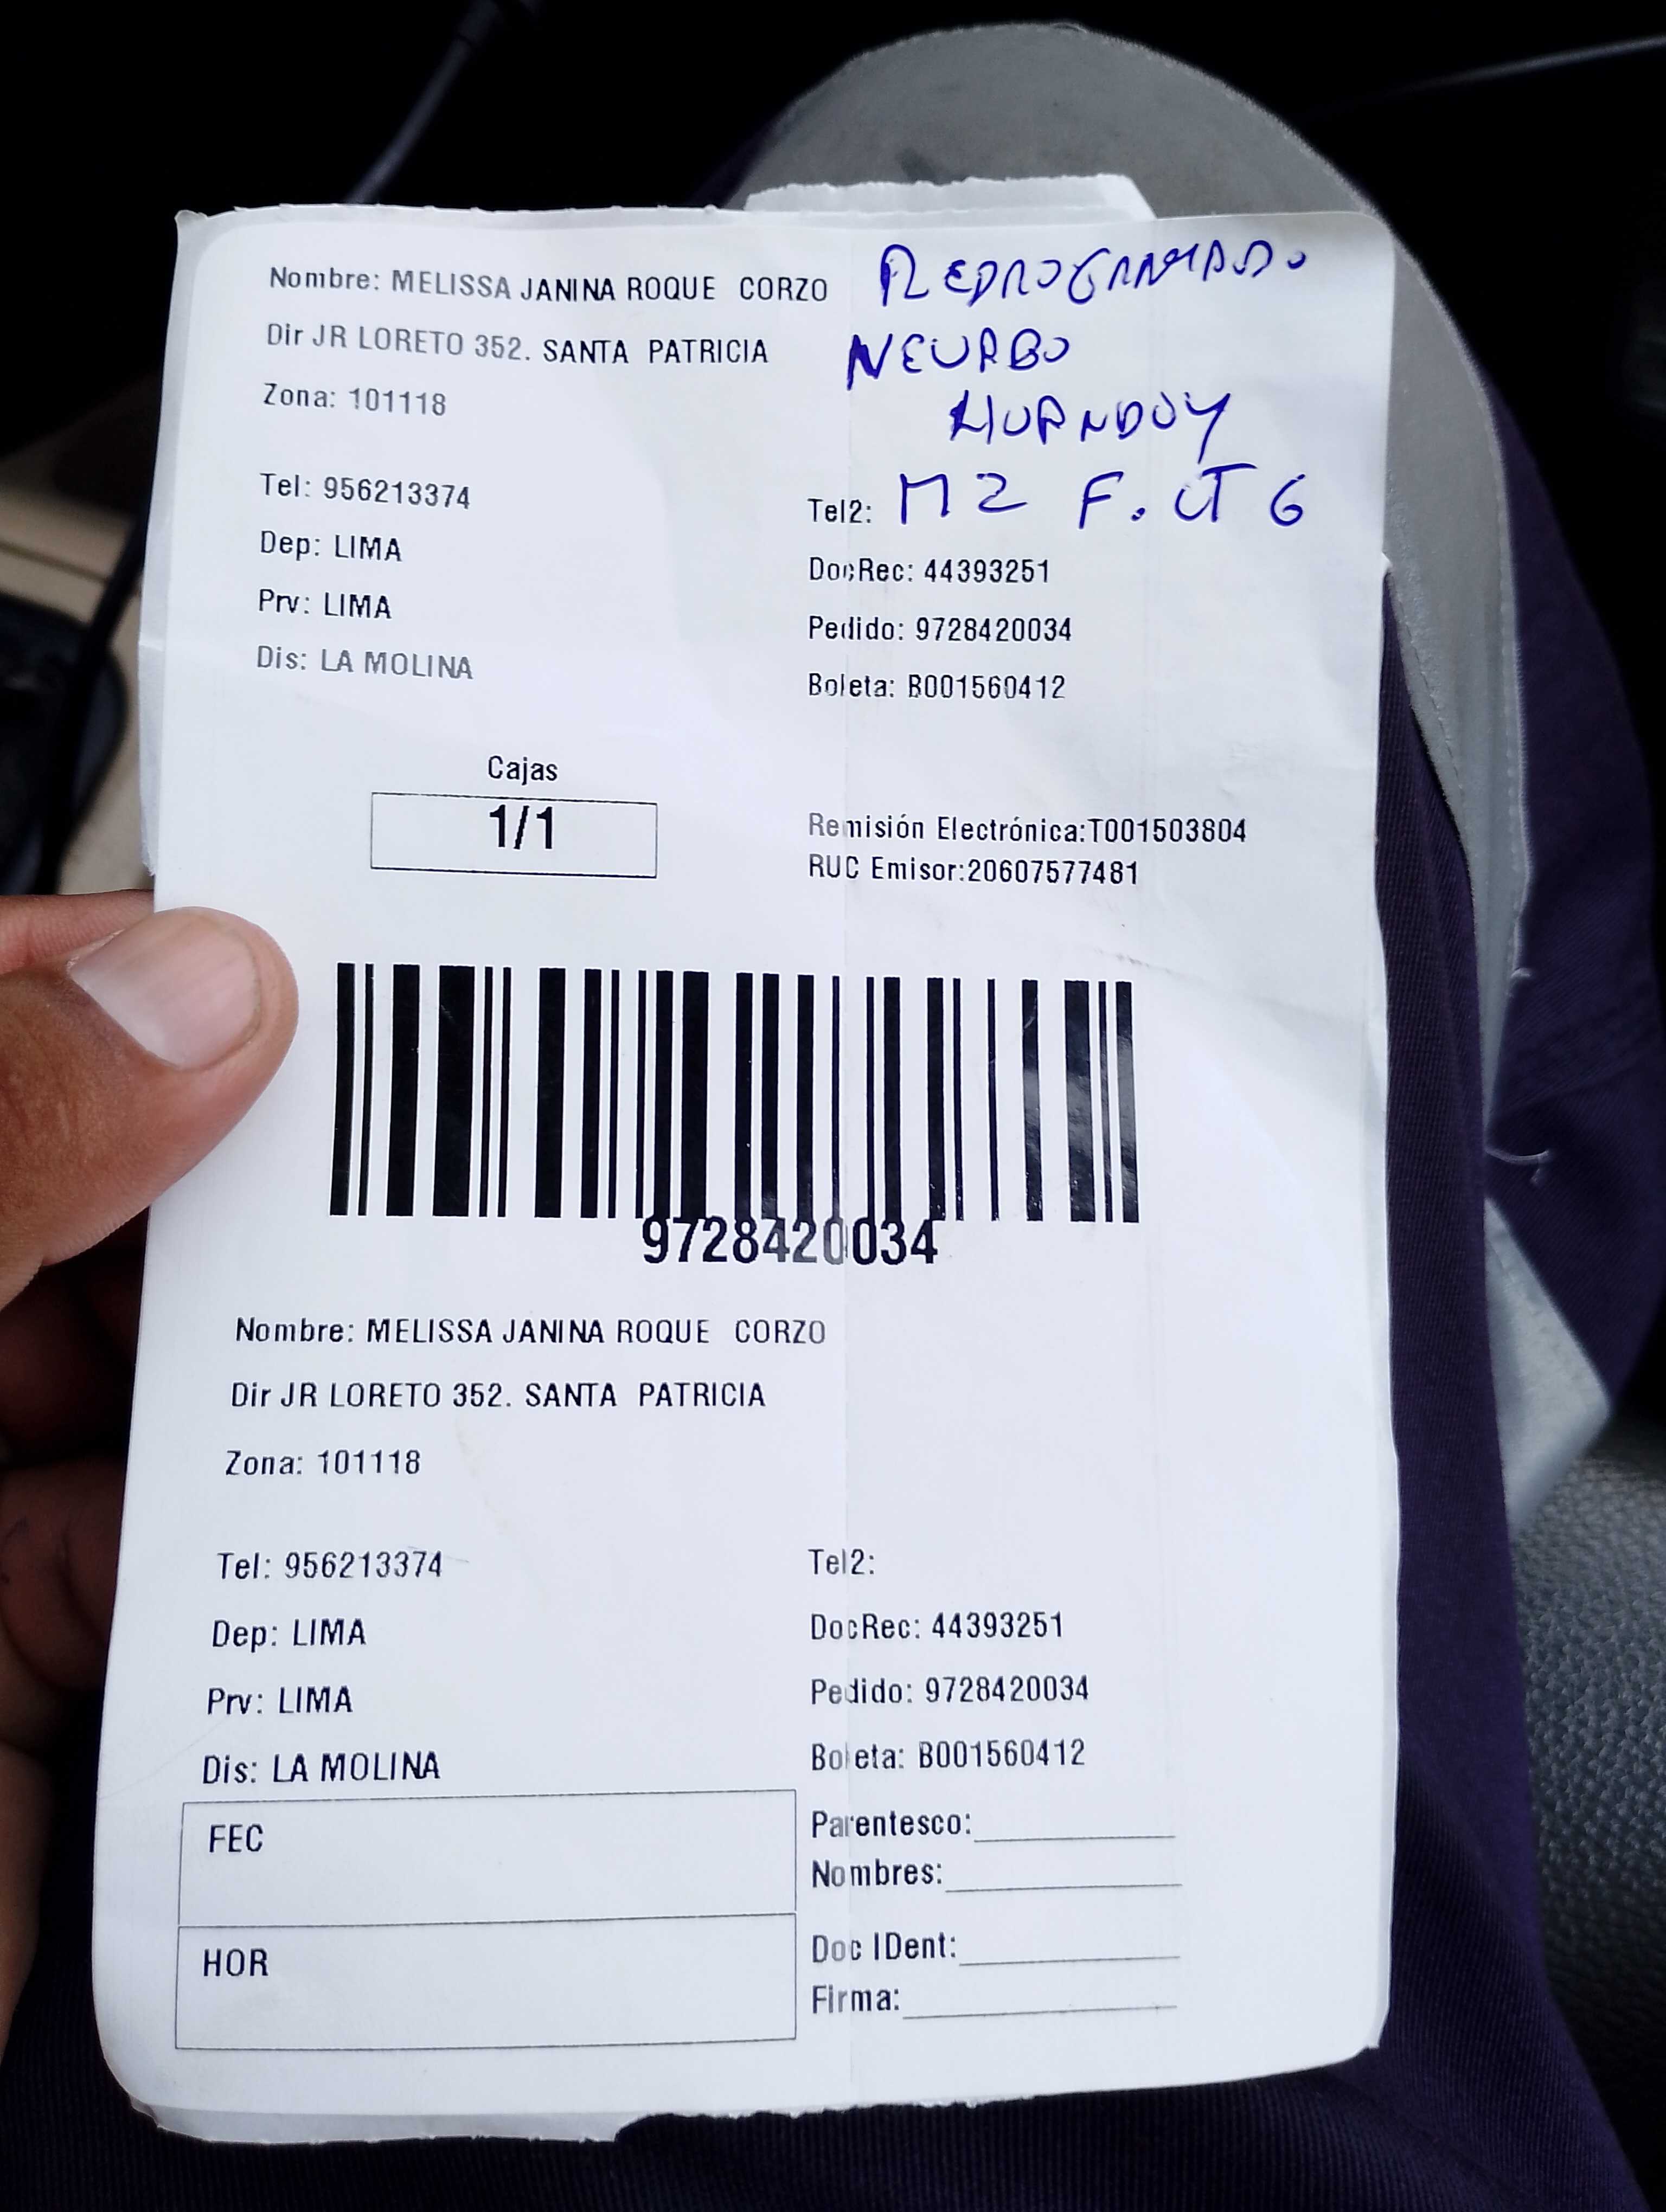 Nombre: MELISSA JANINA ROQUE CORZO
Dir JR LORETO 352. SANTA PATRICIA
Zona: 101118
NEVADO
HUANDOY
Tel: 956213374
Tel2: MZ F. LT 6
Dep: LIMA
DocRec: 44393251
Prv: LIMA
Pedido: 9728420034
Dis: LA MOLINA
Boleta: B001560412
Cajas
1/1
Remisión Electrónica:T001503804
RUC Emisor:20607577481
9728420034
Nombre: MELISSA JANINA ROQUE CORZO
Dir JR LORETO 352. SANTA PATRICIA
Zona: 101118
Tel: 956213374
Tel2:
Dep: LIMA
DocRec: 44393251
Prv: LIMA
Pedido: 9728420034
Dis: LA MOLINA
Boleta: B001560412
FEC
Parentesco:
Nombres:
HOR
Doc IDent:
Firma: